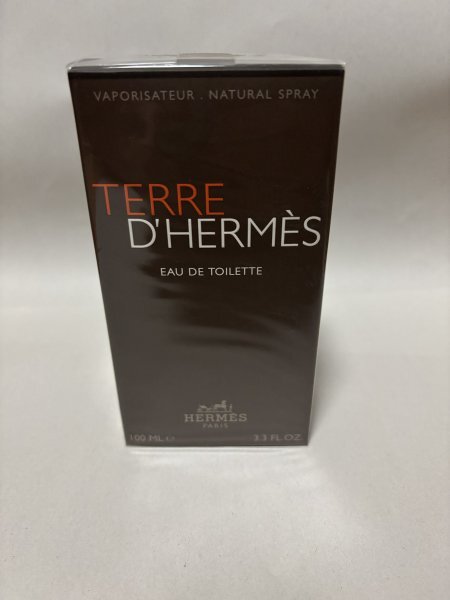 VAPORISATEUR . NATURAL SPRAY
TERRE
D'HERMÈS
EAU DE TOILETTE
HERMÈS
PARIS
100 ML ℮ 3.3 FL.OZ.